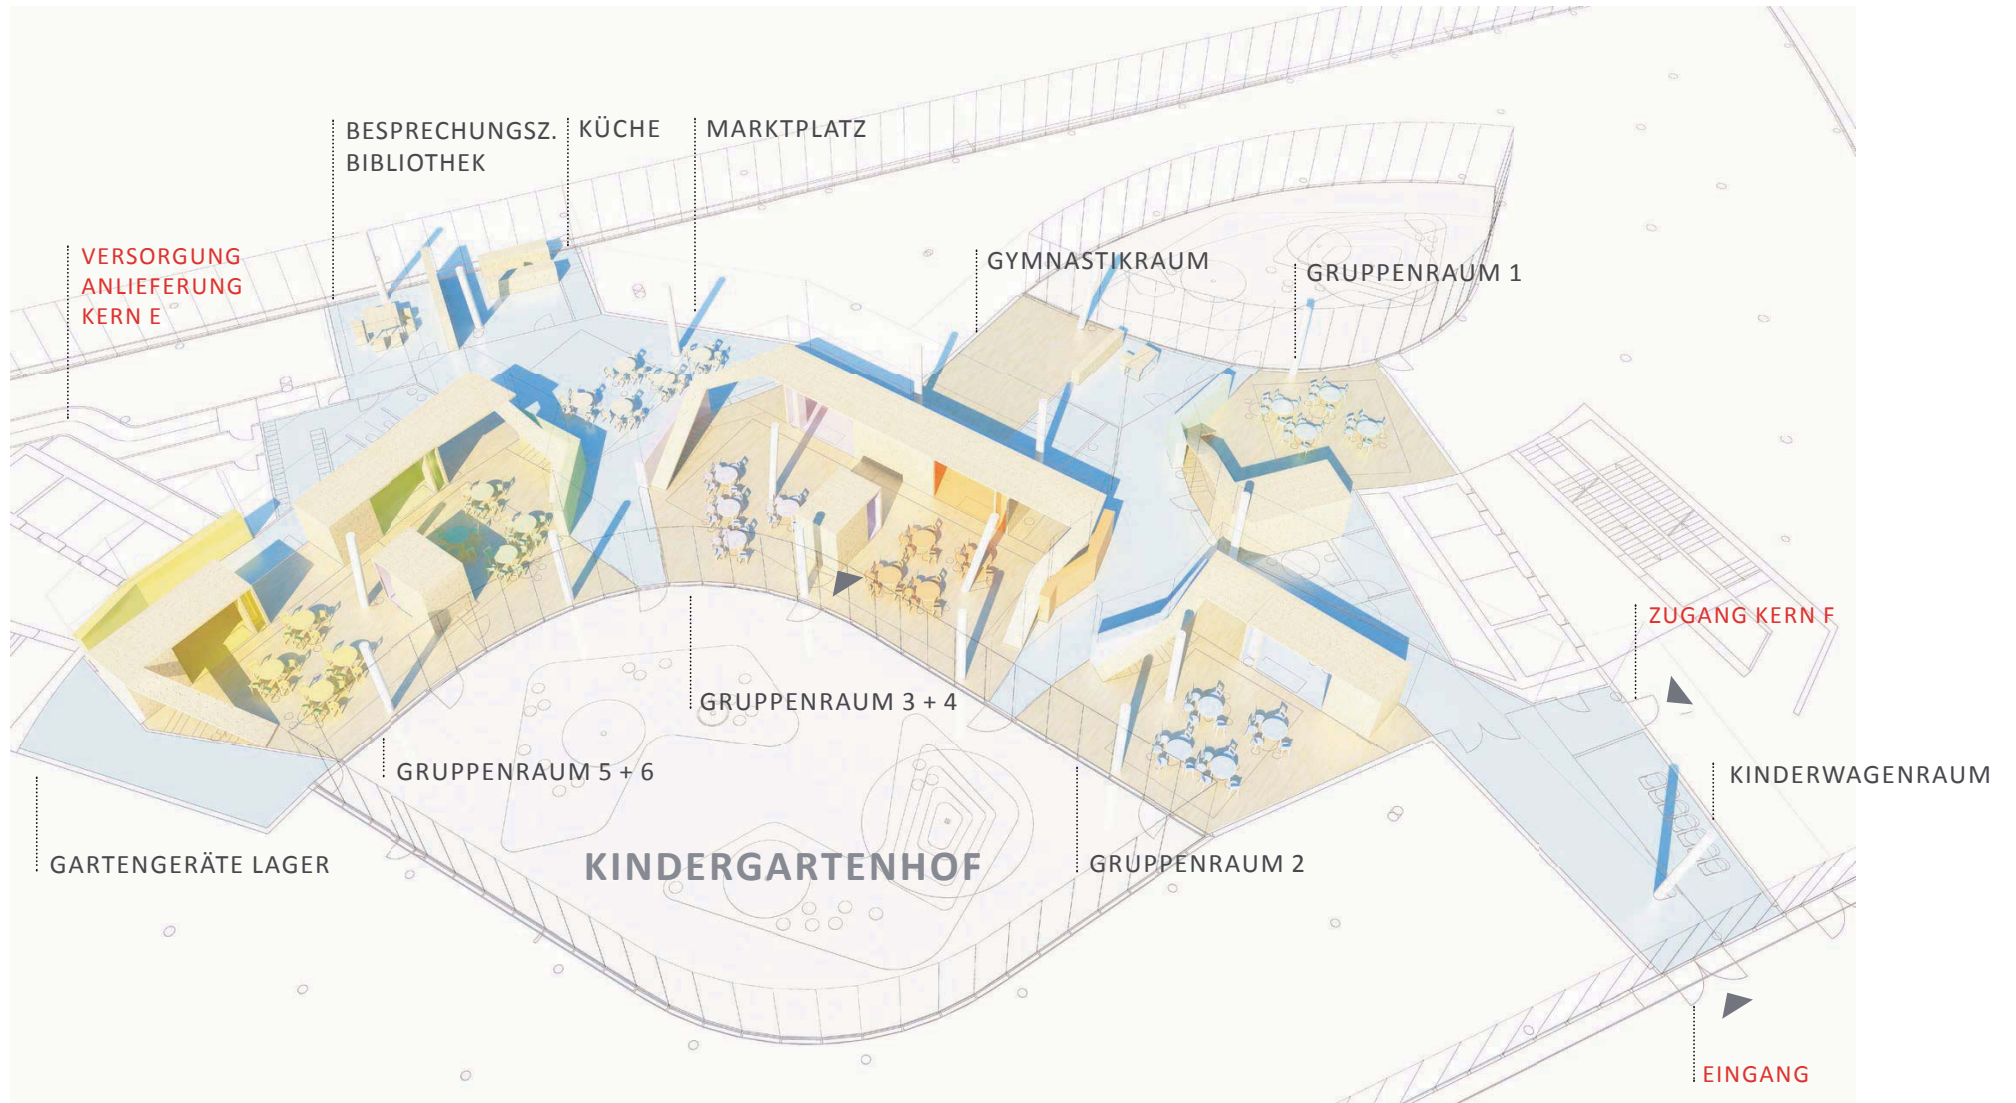 BESPRECHUNGSZ.
BIBLIOTHEK
KÜCHE
MARKTPLATZ
VERSORGUNG
ANLIEFERUNG
KERN E
GYMNASTIKRAUM
GRUPPENRAUM 1
ZUGANG KERN F
GRUPPENRAUM 3 + 4
GRUPPENRAUM 5 + 6
KINDERWAGENRAUM
GARTENGERÄTE LAGER
KINDERGARTENHOF
GRUPPENRAUM 2
EINGANG